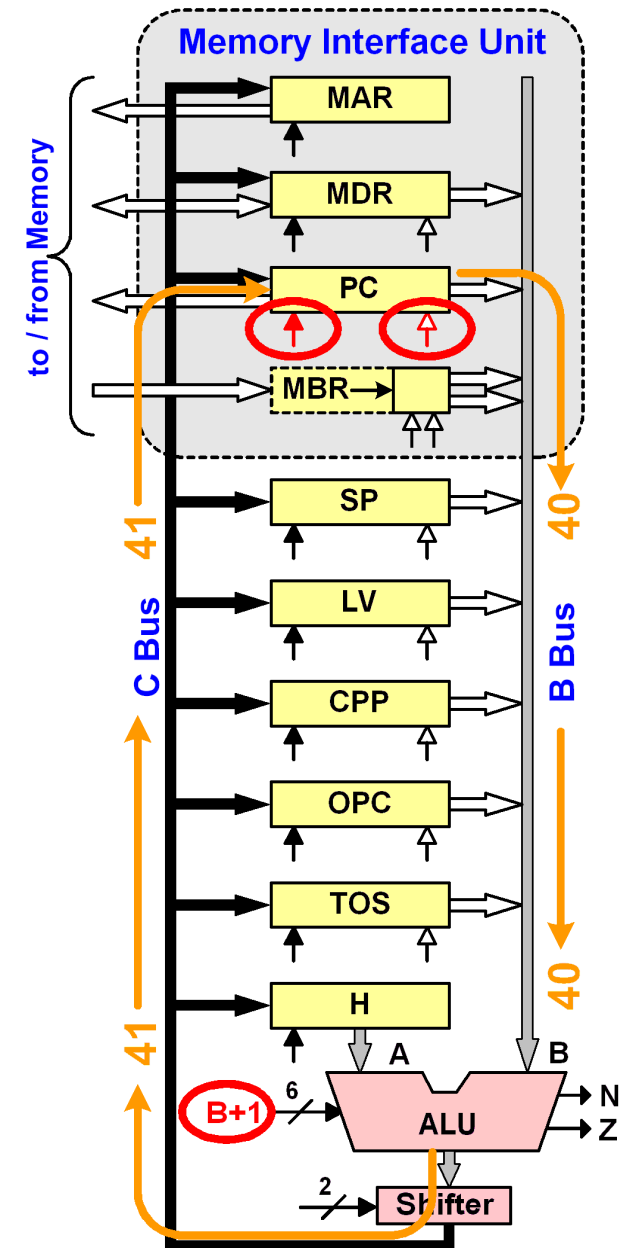 Memory Interface Unit
to / from Memory
MAR
MDR
PC
MBR
SP
40
41
LV
C Bus
B Bus
CPP
OPC
TOS
40
H
41
A
B
6
B+1
N
ALU
Z
2
Shifter